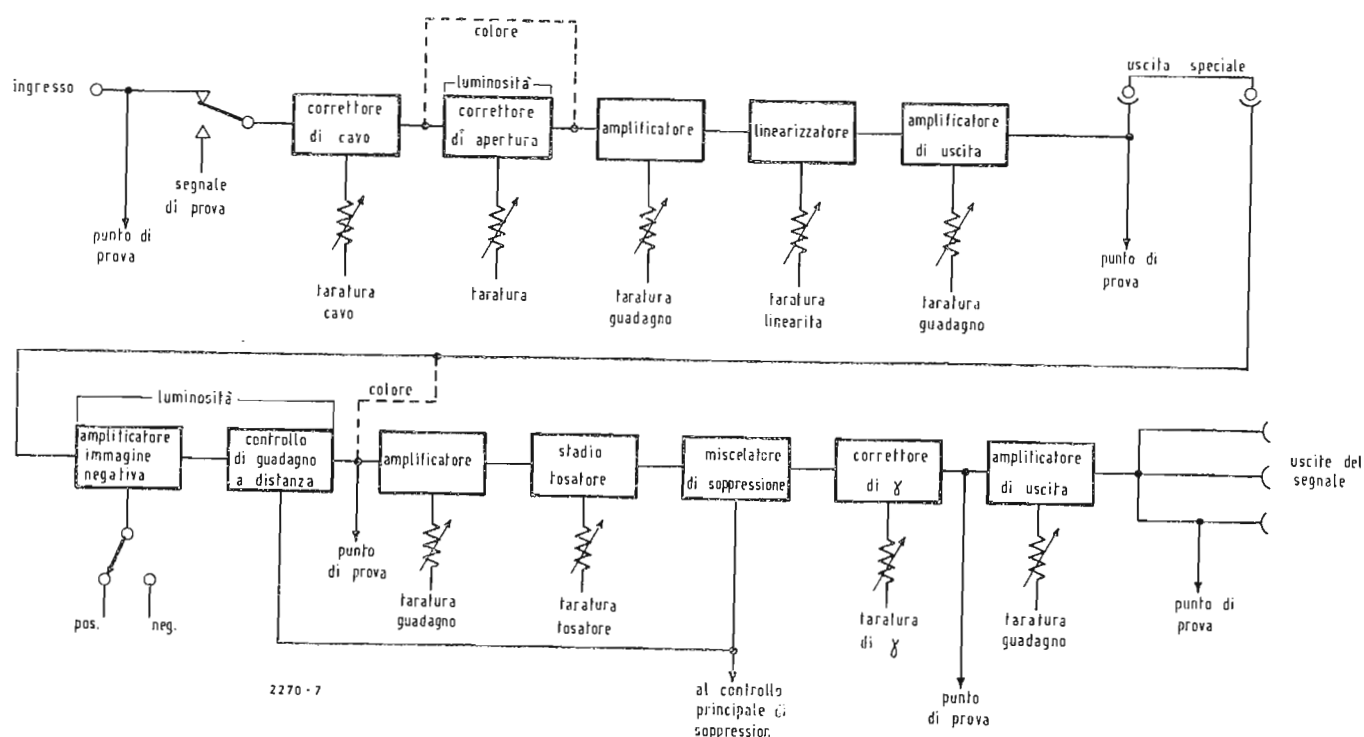 colore
uscita speciale
ingresso
luminosità
correttore
di cavo
correttore
di apertura
amplificatore
linearizzatore
amplificatore
di uscita
segnale
di prova
punto di
prova
taratura
cavo
taratura
taratura
guadagno
taratura
linearita
taratura
guadagno
punto di
prova
luminosità
colore
amplificatore
immagine
negativa
controllo
di guadagno
a distanza
amplificatore
stadio
tosatore
miscelatore
di soppressione
correttore
di γ
amplificatore
di uscita
uscite del
segnale
punto
di prova
pos.
neg.
taratura
guadagno
taratura
tosatore
taratura
di γ
taratura
guadagno
punto di
prova
2270-7
al controllo
principale di
soppression.
punto
di prova